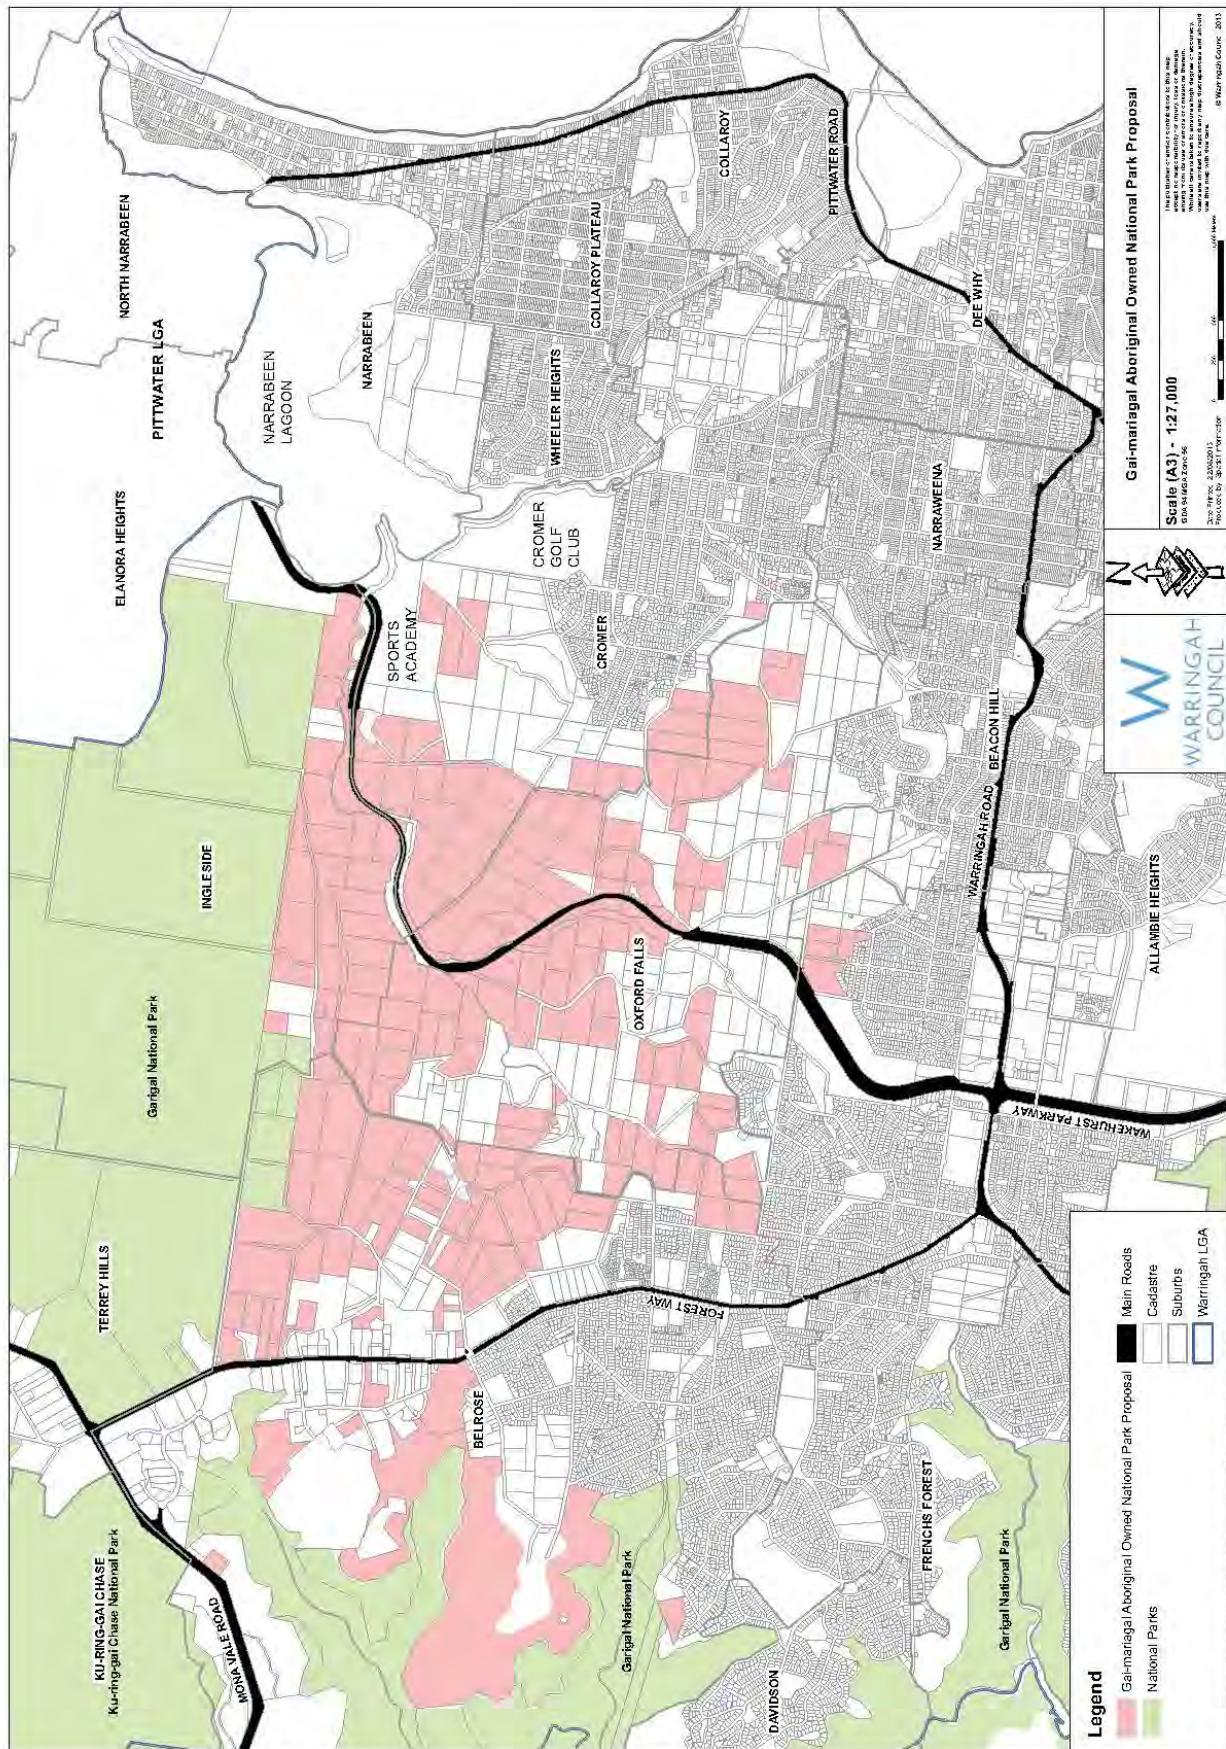 KU-RING-GAI CHASE
Ku-ring-gai Chase National Park
MONA VALE ROAD
TERREY HILLS
Garigal National Park
INGLESIDE
ELANORA HEIGHTS
PITTWATER LGA
NORTH NARRABEEN
NARRABEEN
LAGOON
NARRABEEN
SPORTS
ACADEMY
CROMER
GOLF
CLUB
WHEELER HEIGHTS
COLLAROY PLATEAU
COLLAROY
PITTWATER ROAD
CROMER
BELROSE
OXFORD FALLS
FOREST WAY
Garigal National Park
DAVIDSON
FRENCHS FOREST
Garigal National Park
WARRINGAH ROAD
BEACON HILL
NARRAWEENA
DEE WHY
WAKEHURST PARKWAY
ALLAMBIE HEIGHTS
Legend
Gai-mariagal Aboriginal Owned National Park Proposal
National Parks
Main Roads
Cadastre
Suburbs
Warringah LGA
W
WARRINGAH
COUNCIL
N
Gai-mariagal Aboriginal Owned National Park Proposal
Scale (A3) - 1:27,000